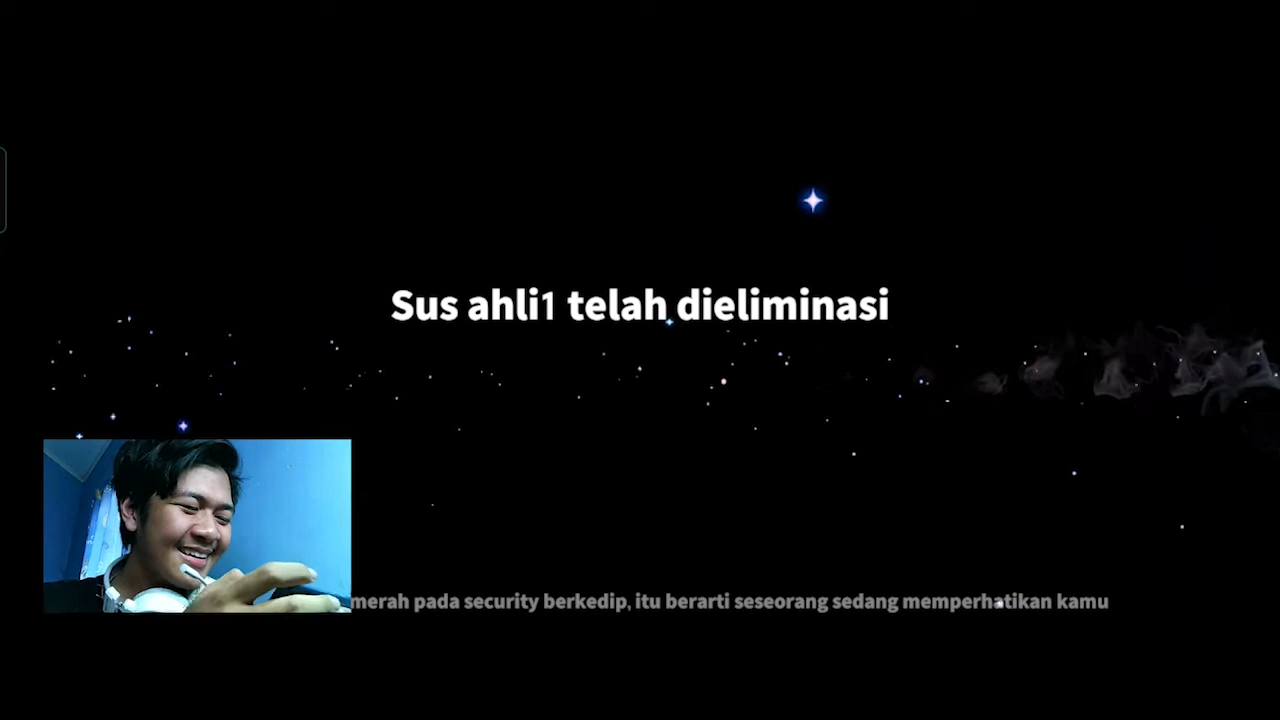 Sus ahli1 telah dieliminasi
merah pada security berkedip, itu berarti seseorang sedang memperhatikan kamu